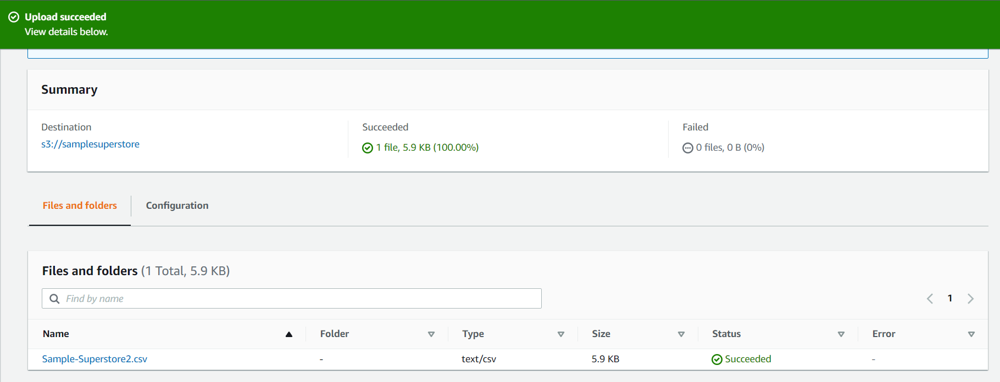 Upload succeeded
View details below.
Summary
Destination
s3://samplesuperstore
Succeeded
1 file, 5.9 KB (100.00%)
Failed
0 files, 0 B (0%)
Files and folders
Configuration
Files and folders (1 Total, 5.9 KB)
Find by name
1
Name Folder Type Size Status Error
Sample-Superstore2.csv - text/csv 5.9 KB Succeeded -